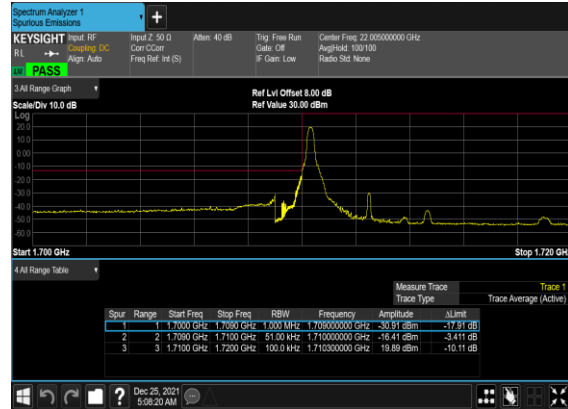 Spectrum Analyzer 1
Spurious Emissions
KEYSIGHT Input: RF Input Z: 50 Ω Atten: 40 dB Trig: Free Run Center Freq: 22.005000000 GHz
RL Coupling: DC Corr CCorr Gate: Off Avg|Hold: 100/100
Align: Auto Freq Ref: Int (S) IF Gain: Low Radio Std: None
PASS
3 All Range Graph
Ref Lvl Offset 8.00 dB
Scale/Div 10.0 dB Ref Value 30.00 dBm
Log
20.0
10.0
0.00
-10.0
-20.0
-30.0
-40.0
-50.0
-60.0
Start 1.700 GHz Stop 1.720 GHz
4 All Range Table
Measure Trace Trace 1
Trace Type Trace Average (Active)
Spur Range Start Freq Stop Freq RBW Frequency Amplitude ΔLimit
1 1 1.7000 GHz 1.7090 GHz 1.000 MHz 1.709000000 GHz -30.91 dBm -17.91 dB
2 2 1.7090 GHz 1.7100 GHz 51.00 kHz 1.710000000 GHz -16.41 dBm -3.411 dB
3 3 1.7100 GHz 1.7200 GHz 100.0 kHz 1.710300000 GHz 19.89 dBm -10.11 dB
Dec 25, 2021
5:08:20 AM